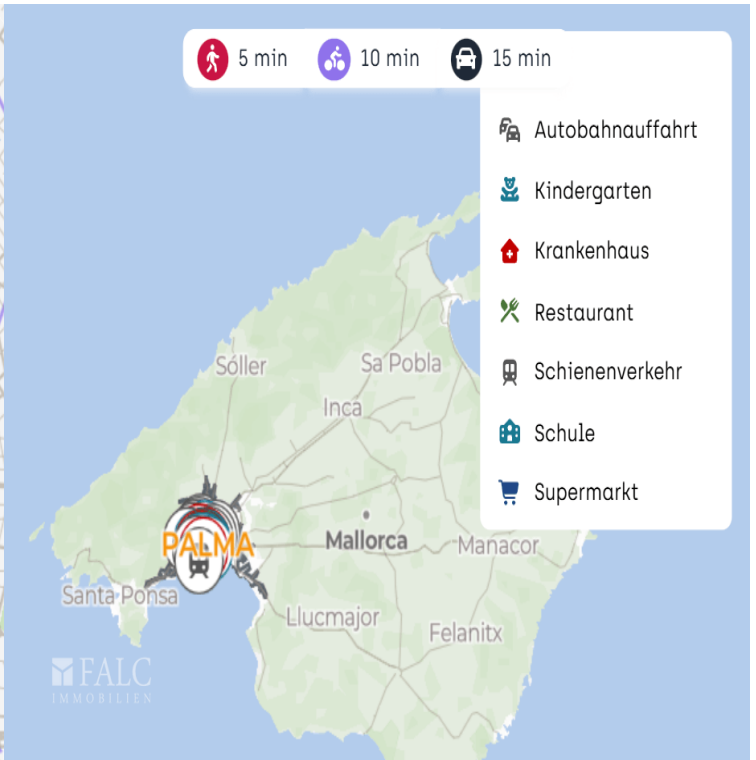 5 min 10 min 15 min
Autobahnauffahrt
Kindergarten
Krankenhaus
Restaurant
Schienenverkehr
Schule
Supermarkt
Sóller
Sa Pobla
Inca
PALMA
Mallorca
Manacor
Santa Ponsa
Llucmajor
Felanitx
FALC
IMMOBILIEN